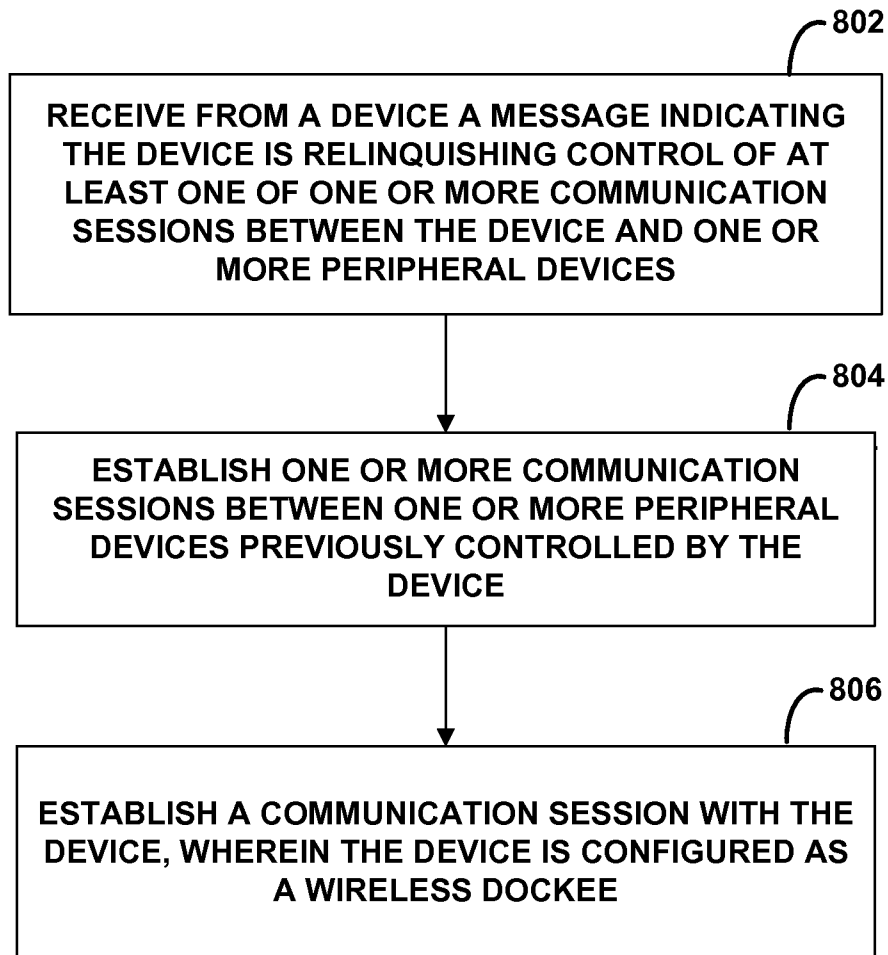 802
RECEIVE FROM A DEVICE A MESSAGE INDICATING
THE DEVICE IS RELINQUISHING CONTROL OF AT
LEAST ONE OF ONE OR MORE COMMUNICATION
SESSIONS BETWEEN THE DEVICE AND ONE OR
MORE PERIPHERAL DEVICES
804
ESTABLISH ONE OR MORE COMMUNICATION
SESSIONS BETWEEN ONE OR MORE PERIPHERAL
DEVICES PREVIOUSLY CONTROLLED BY THE
DEVICE
806
ESTABLISH A COMMUNICATION SESSION WITH THE
DEVICE, WHEREIN THE DEVICE IS CONFIGURED AS
A WIRELESS DOCKEE